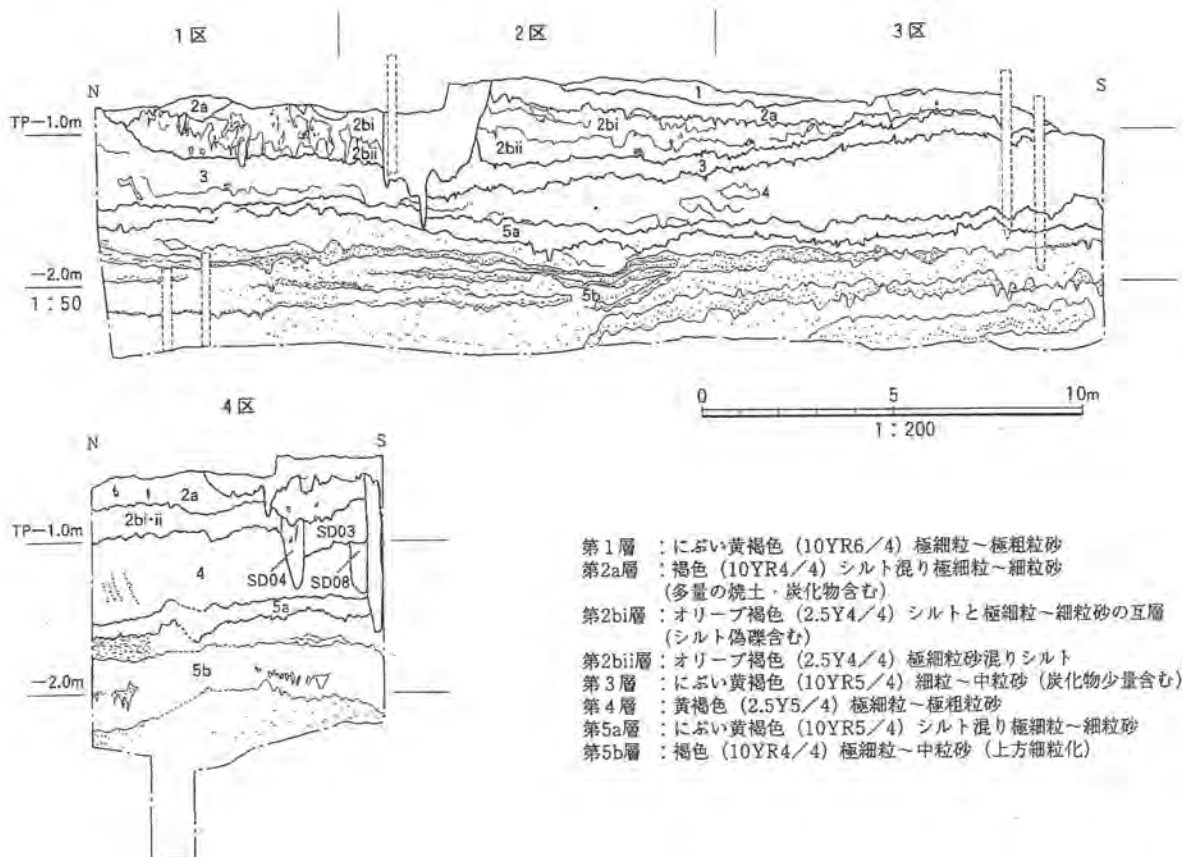 1区 2区 3区
N S
1
2a 2a
2bi 2bi
2bii 2bii
TP−1.0m
3 3
4
5a
−2.0m
5b
1：50
4区
0 5 10m
1：200
N S
2a
2bi・ii
TP−1.0m
SD03
4
SD04 SD08
5a
−2.0m
5b
第1層 ：にぶい黄褐色 (10YR6／4) 極細粒〜極粗粒砂
第2a層 ：褐色 (10YR4／4) シルト混り極細粒〜細粒砂
(多量の焼土・炭化物含む)
第2bi層 ：オリーブ褐色 (2.5Y4／4) シルトと極細粒〜細粒砂の互層
(シルト偽礫含む)
第2bii層：オリーブ褐色 (2.5Y4／4) 極細粒砂混りシルト
第3層 ：にぶい黄褐色 (10YR5／4) 細粒〜中粒砂 (炭化物少量含む)
第4層 ：黄褐色 (2.5Y5／4) 極細粒〜極粗粒砂
第5a層 ：にぶい黄褐色 (10YR5／4) シルト混り極細粒〜細粒砂
第5b層 ：褐色 (10YR4／4) 極細粒〜中粒砂 (上方細粒化)